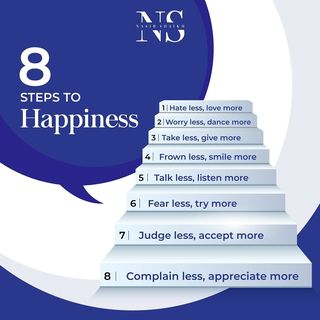 NS
NASIR SHAIKH
8
STEPS TO
Happiness
1 | Hate less, love more
2 | Worry less, dance more
3 | Take less, give more
4 | Frown less, smile more
5 | Talk less, listen more
6 | Fear less, try more
7 | Judge less, accept more
8 | Complain less, appreciate more